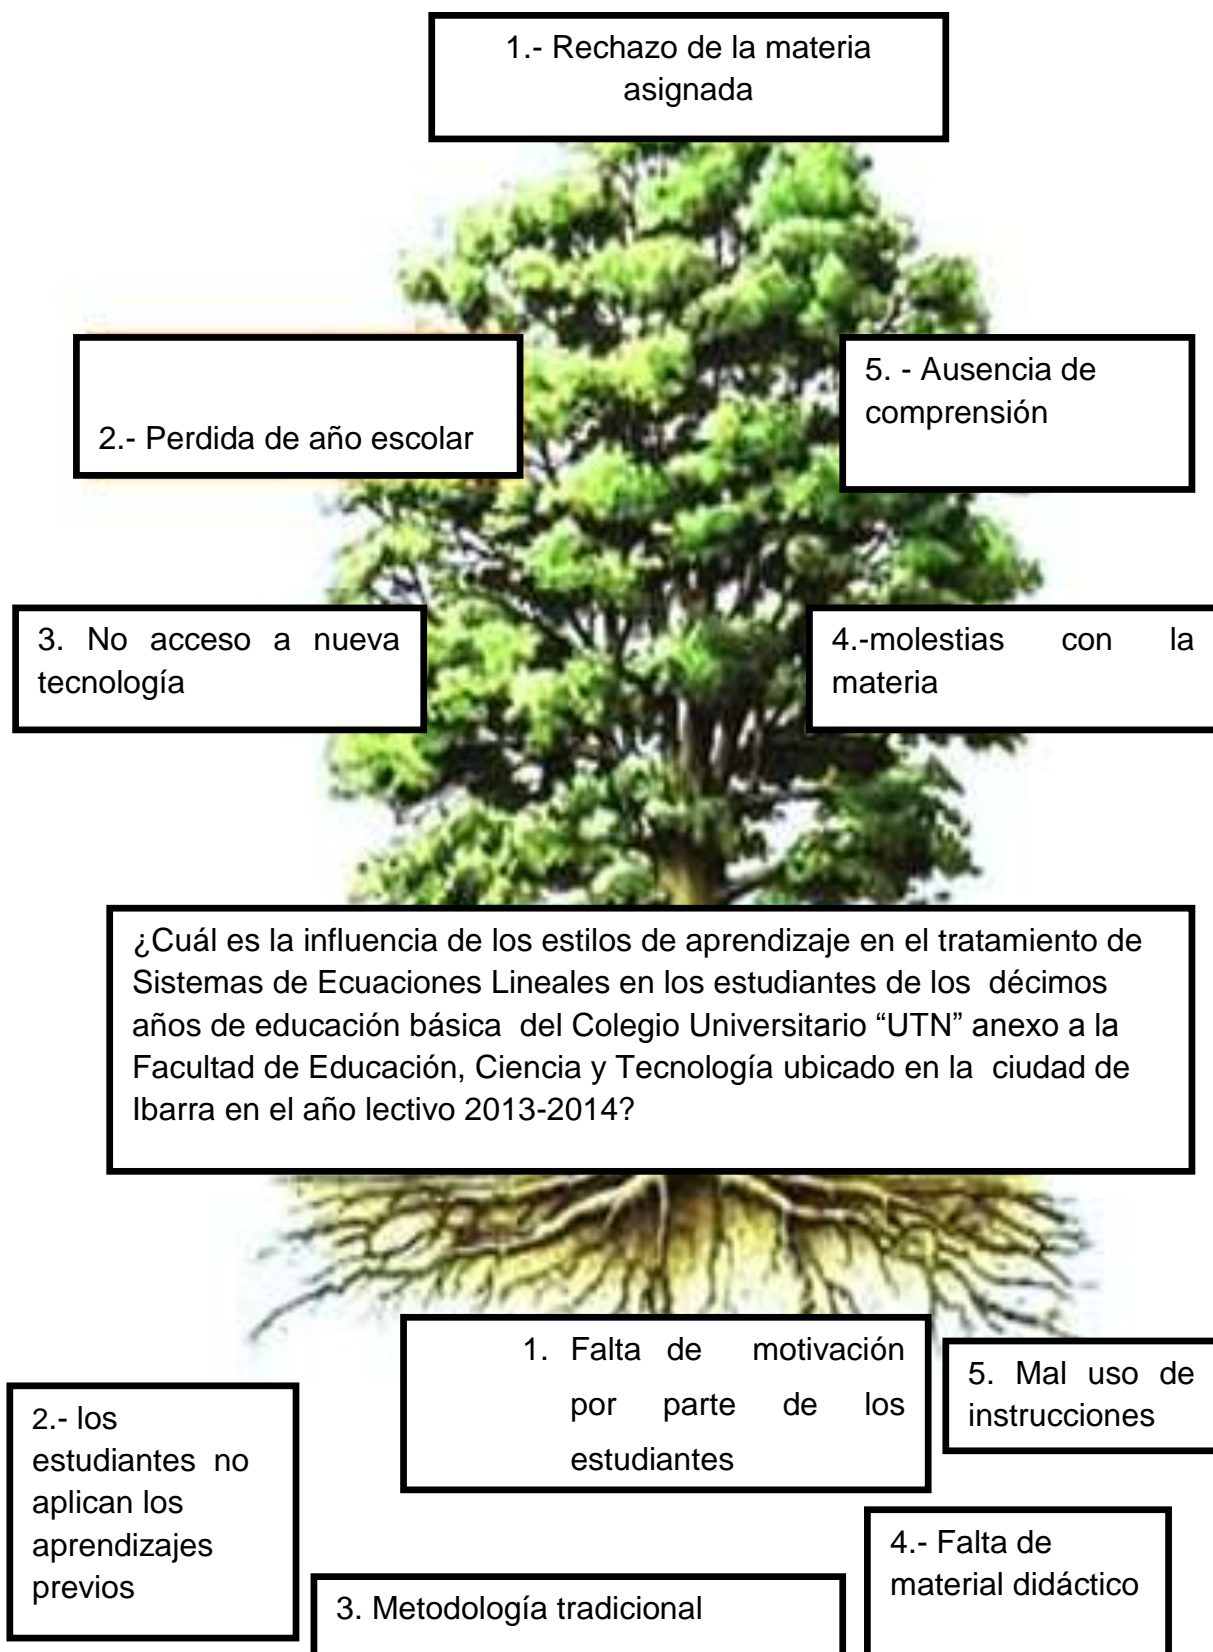 1.- Rechazo de la materia
asignada
2.- Perdida de año escolar
5. - Ausencia de
comprensión
3. No acceso a nueva
tecnología
4.-molestias con la
materia
¿Cuál es la influencia de los estilos de aprendizaje en el tratamiento de
Sistemas de Ecuaciones Lineales en los estudiantes de los décimos
años de educación básica del Colegio Universitario “UTN” anexo a la
Facultad de Educación, Ciencia y Tecnología ubicado en la ciudad de
Ibarra en el año lectivo 2013-2014?
1. Falta de motivación
por parte de los
estudiantes
5. Mal uso de
instrucciones
2.- los
estudiantes no
aplican los
aprendizajes
previos
4.- Falta de
material didáctico
3. Metodología tradicional